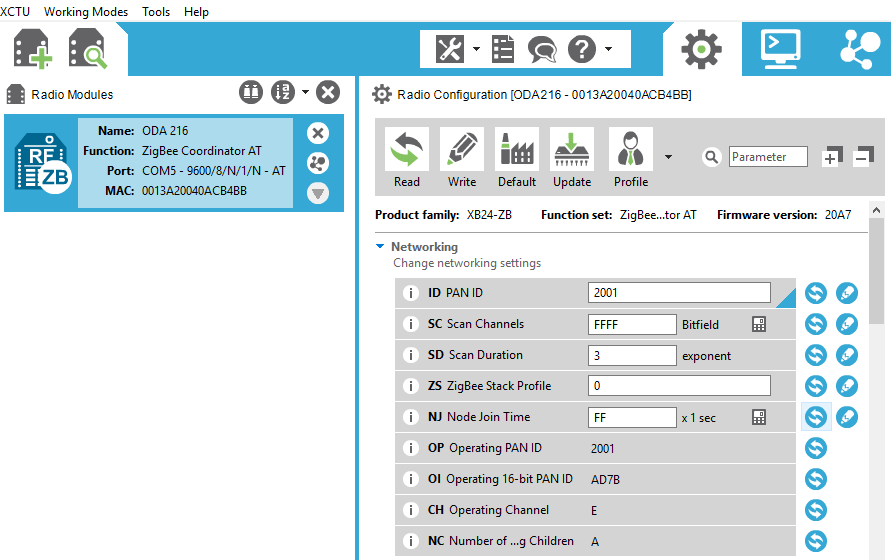 XCTU Working Modes Tools Help
Radio Modules
Name: ODA 216
Function: ZigBee Coordinator AT
Port: COM5 - 9600/8/N/1/N - AT
MAC: 0013A20040ACB4BB
RF
ZB
Radio Configuration [ODA216 - 0013A20040ACB4BB]
Read Write Default Update Profile Parameter
Product family: XB24-ZB Function set: ZigBee...tor AT Firmware version: 20A7
Networking
Change networking settings
i ID PAN ID 2001
i SC Scan Channels FFFF Bitfield
i SD Scan Duration 3 exponent
i ZS ZigBee Stack Profile 0
i NJ Node Join Time FF x 1 sec
i OP Operating PAN ID 2001
i OI Operating 16-bit PAN ID AD7B
i CH Operating Channel E
i NC Number of ...g Children A